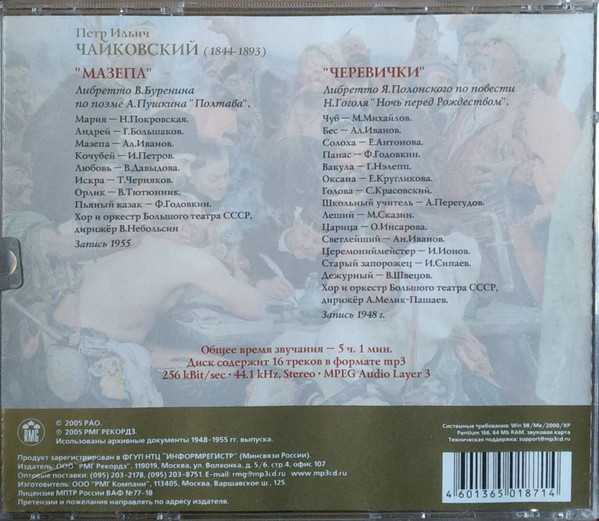 Петр Ильич
ЧАЙКОВСКИЙ (1844-1893)
"МАЗЕПА"
Либретто В.Буренина
по поэме А.Пушкина "Полтава".
Мария – Н.Покровская.
Андрей – Г.Большаков.
Мазепа – Ал.Иванов.
Кочубей – И.Петров.
Любовь – В.Давыдова.
Искра – Т.Черняков.
Орлик – В.Тютюнник.
Пьяный казак – Ф.Годовкин.
Хор и оркестр Большого театра СССР,
дирижёр В.Небольсин
Запись 1955
"ЧЕРЕВИЧКИ"
Либретто Я.Полонского по повести
Н.Гоголя "Ночь перед Рождеством".
Чуб – М.Михайлов.
Бес – Ал.Иванов.
Солоха – Е.Антонова.
Панас – Ф.Годовкин.
Вакула – Г.Нэлепп.
Оксана – Е.Кругликова.
Голова – С.Красовский.
Школьный учитель – А.Перегудов.
Леший – М.Сказин.
Царица – О.Инсарова.
Светлейший – Ан.Иванов.
Церемониймейстер – И.Ионов.
Старый запорожец – И.Сипаев.
Дежурный – В.Швецов.
Хор и оркестр Большого театра СССР,
дирижёр А.Мелик-Пашаев.
Запись 1948 г.
Общее время звучания – 5 ч. 1 мин.
Диск содержит 16 треков в формате mp3
256 kBit/sec · 44.1 kHz, Stereo · MPEG Audio Layer 3
RMG
© 2005 РАО.
℗ 2005 РМГ РЕКОРДЗ.
Исользованы архивные документы 1948-1955 гг. выпуска.
Системные требования: Win 98/Me/2000/XP
Pentium 166, 64 Mb RAM, звуковая карта
Техническая поддержка: support@mp3cd.ru
Продукт зарегистрирован в ФГУП НТЦ "ИНФОРМРЕГИСТР" (Минсвязи России).
Издатель: ООО "РМГ Рекордз", 119019, Москва, ул. Волхонка, д. 5/6, стр.4, офис 107
Оптовые поставки: (095) 203-2178, (095) 203-8751. E-mail: rmg@mp3cd.ru www.mp3cd.ru
Изготовитель: ООО "РМГ Компани", 113405, Москва, Варшавское ш., 125
Лицензия МПТР России ВАФ №77-18
Претензии и пожелания направлять по адресу издателя.
4601365018714